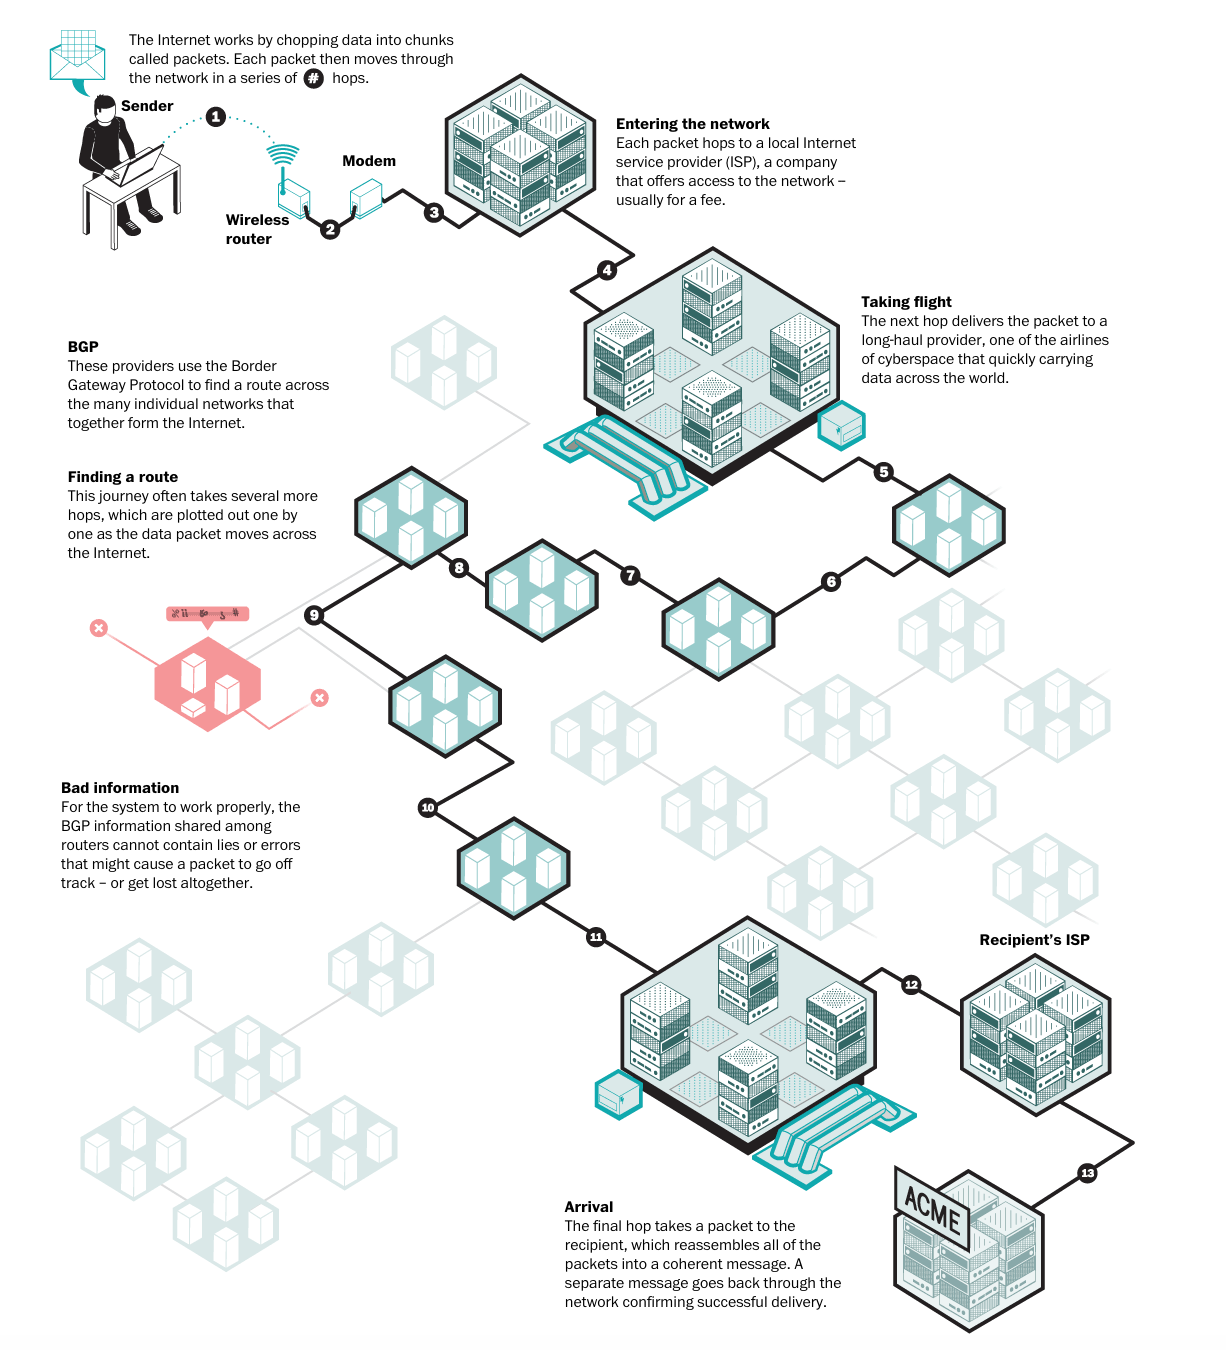 The Internet works by chopping data into chunks
called packets. Each packet then moves through
the network in a series of # hops.
Sender
1
Modem
Wireless
router
2
3
Entering the network
Each packet hops to a local Internet
service provider (ISP), a company
that offers access to the network –
usually for a fee.
4
Taking flight
The next hop delivers the packet to a
long-haul provider, one of the airlines
of cyberspace that quickly carrying
data across the world.
BGP
These providers use the Border
Gateway Protocol to find a route across
the many individual networks that
together form the Internet.
5
Finding a route
This journey often takes several more
hops, which are plotted out one by
one as the data packet moves across
the Internet.
6
7
8
9
Bad information
For the system to work properly, the
BGP information shared among
routers cannot contain lies or errors
that might cause a packet to go off
track – or get lost altogether.
10
11
Recipient's ISP
12
13
ACME
Arrival
The final hop takes a packet to the
recipient, which reassembles all of the
packets into a coherent message. A
separate message goes back through the
network confirming successful delivery.